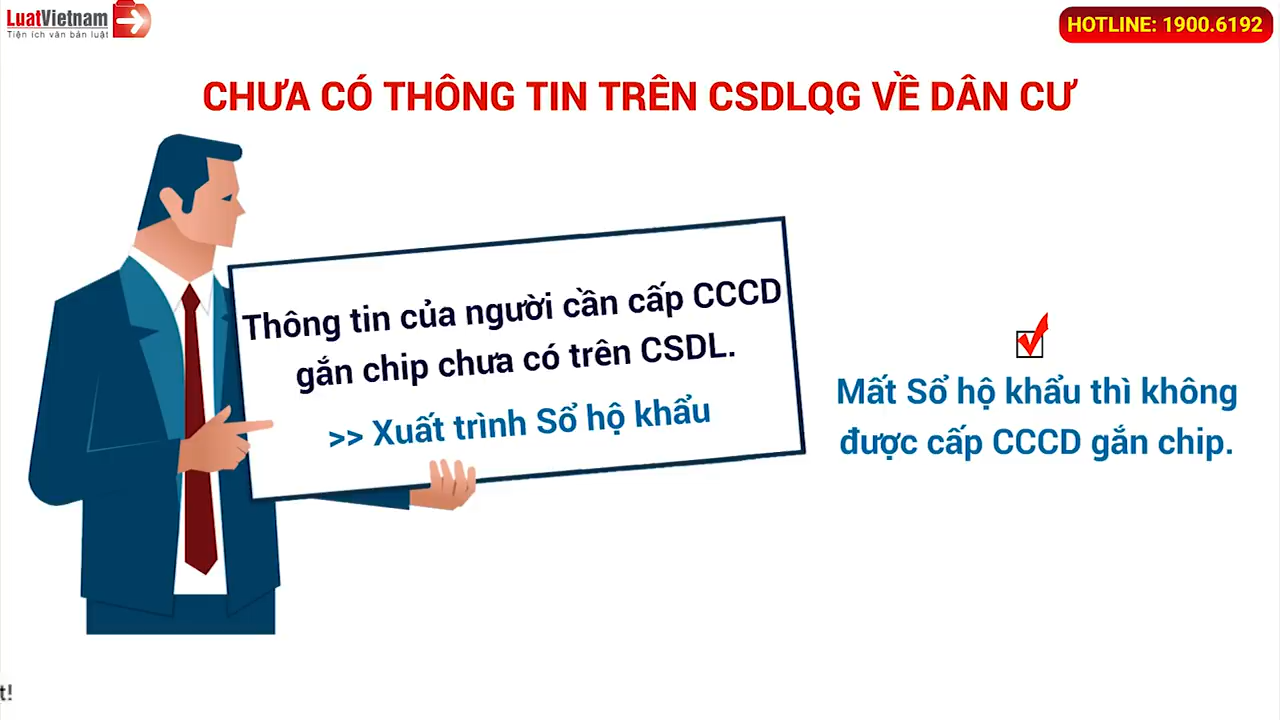 LuatVietnam
Tiện ích văn bản luật
HOTLINE: 1900.6192
CHƯA CÓ THÔNG TIN TRÊN CSDLQG VỀ DÂN CƯ
Thông tin của người cần cấp CCCD
gắn chip chưa có trên CSDL.
>> Xuất trình Sổ hộ khẩu
Mất Sổ hộ khẩu thì không
được cấp CCCD gắn chip.
t!